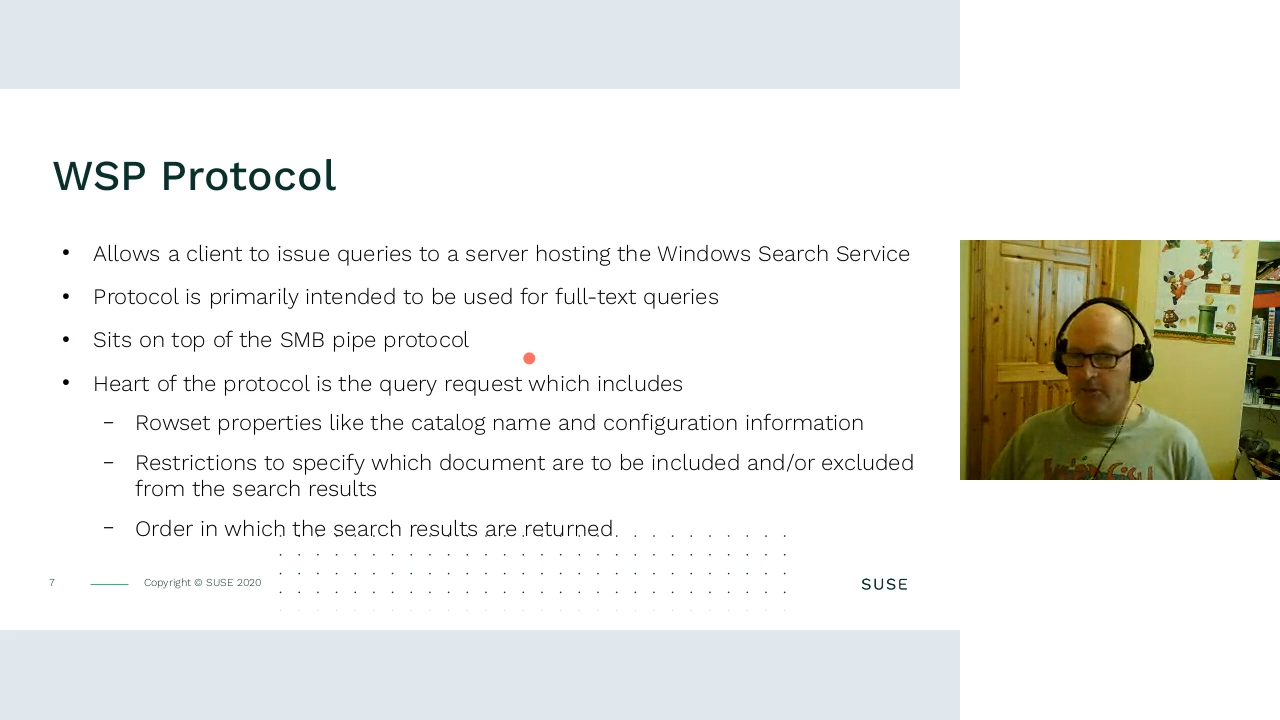 WSP Protocol
• Allows a client to issue queries to a server hosting the Windows Search Service
• Protocol is primarily intended to be used for full-text queries
• Sits on top of the SMB pipe protocol
• Heart of the protocol is the query request which includes
– Rowset properties like the catalog name and configuration information
– Restrictions to specify which document are to be included and/or excluded
from the search results
– Order in which the search results are returned
7 Copyright © SUSE 2020
SUSE